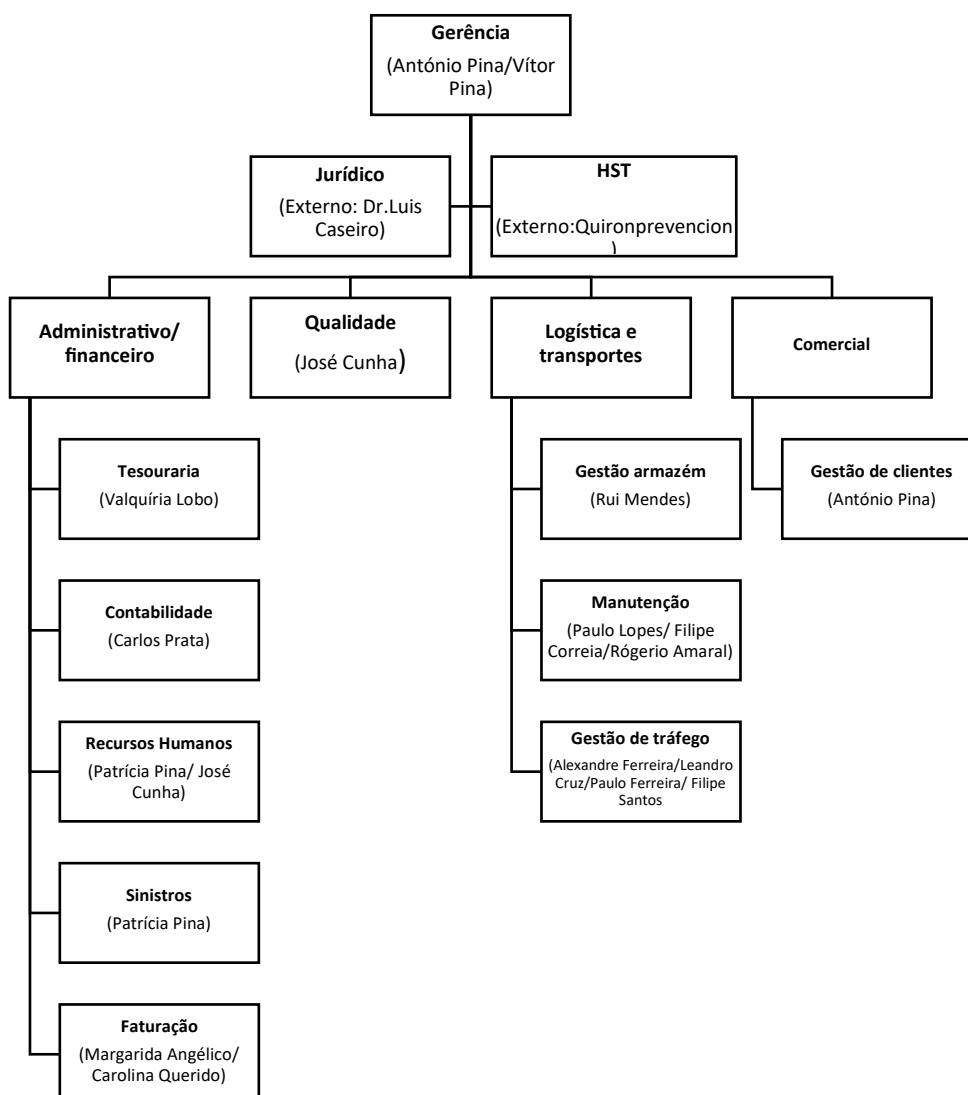 Gerência
(António Pina/Vítor
Pina)
Jurídico
(Externo: Dr.Luis
Caseiro)
HST
(Externo:Quironprevencion
)
Administrativo/
financeiro
Qualidade
(José Cunha)
Logística e
transportes
Comercial
Tesouraria
(Valquíria Lobo)
Gestão armazém
(Rui Mendes)
Gestão de clientes
(António Pina)
Contabilidade
(Carlos Prata)
Manutenção
(Paulo Lopes/ Filipe
Correia/Rógerio Amaral)
Recursos Humanos
(Patrícia Pina/ José
Cunha)
Gestão de tráfego
(Alexandre Ferreira/Leandro
Cruz/Paulo Ferreira/ Filipe
Santos
Sinistros
(Patrícia Pina)
Faturação
(Margarida Angélico/
Carolina Querido)